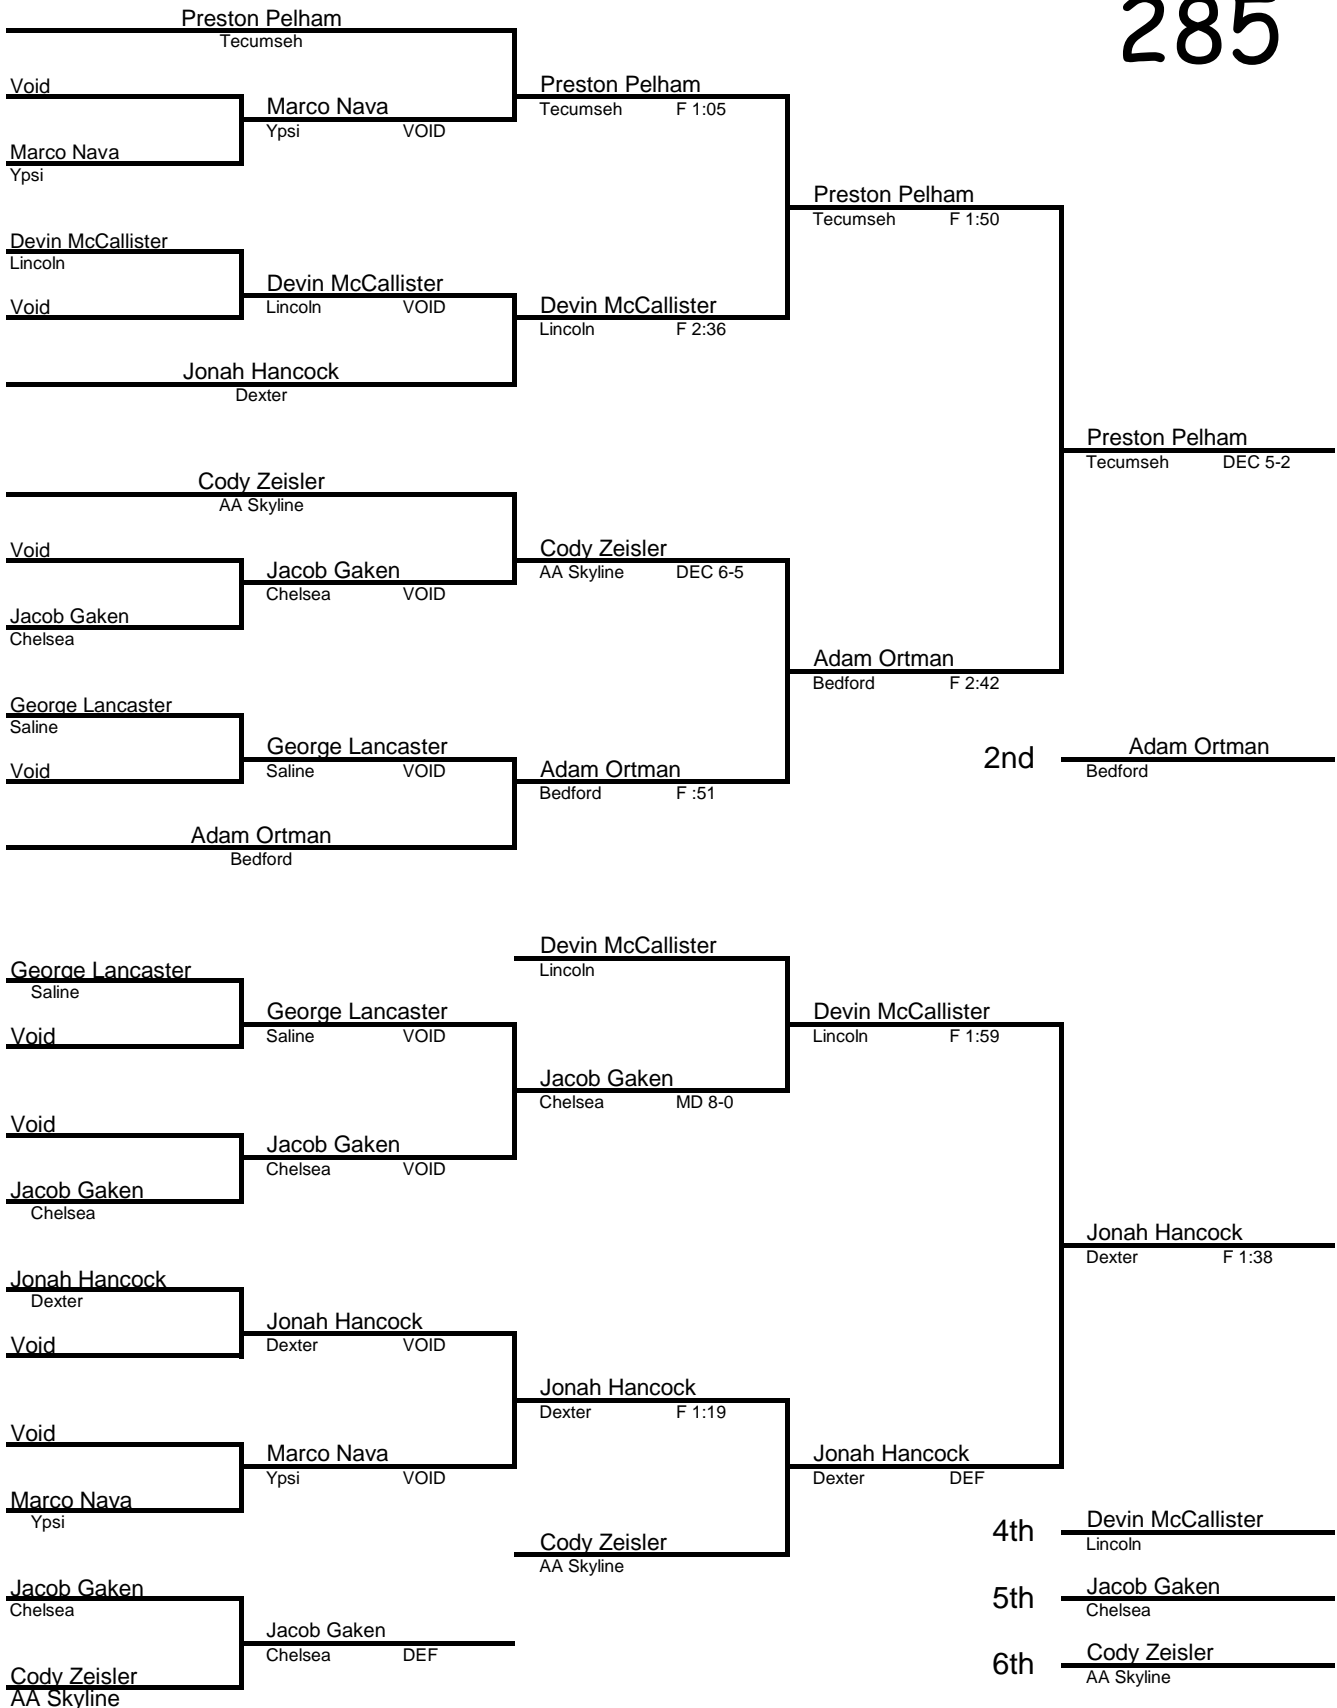 285
Preston Pelham
Tecumseh
Void
Marco Nava
Ypsi VOID
Marco Nava
Ypsi
Preston Pelham
Tecumseh F 1:05
Devin McCallister
Lincoln
Void
Devin McCallister
Lincoln VOID
Jonah Hancock
Dexter
Devin McCallister
Lincoln F 2:36
Preston Pelham
Tecumseh F 1:50
Cody Zeisler
AA Skyline
Void
Jacob Gaken
Chelsea VOID
Jacob Gaken
Chelsea
Cody Zeisler
AA Skyline DEC 6-5
George Lancaster
Saline
Void
George Lancaster
Saline VOID
Adam Ortman
Bedford
Adam Ortman
Bedford F :51
Adam Ortman
Bedford F 2:42
Preston Pelham
Tecumseh DEC 5-2
2nd Adam Ortman
Bedford
George Lancaster
Saline
Void
George Lancaster
Saline VOID
Void
Jacob Gaken
Chelsea
Jacob Gaken
Chelsea VOID
Devin McCallister
Lincoln
Jacob Gaken
Chelsea MD 8-0
Devin McCallister
Lincoln F 1:59
Jonah Hancock
Dexter
Void
Jonah Hancock
Dexter VOID
Void
Marco Nava
Ypsi
Marco Nava
Ypsi VOID
Jonah Hancock
Dexter F 1:19
Cody Zeisler
AA Skyline
Jonah Hancock
Dexter DEF
Jonah Hancock
Dexter F 1:38
Jacob Gaken
Chelsea
Cody Zeisler
AA Skyline
Jacob Gaken
Chelsea DEF
4th Devin McCallister
Lincoln
5th Jacob Gaken
Chelsea
6th Cody Zeisler
AA Skyline